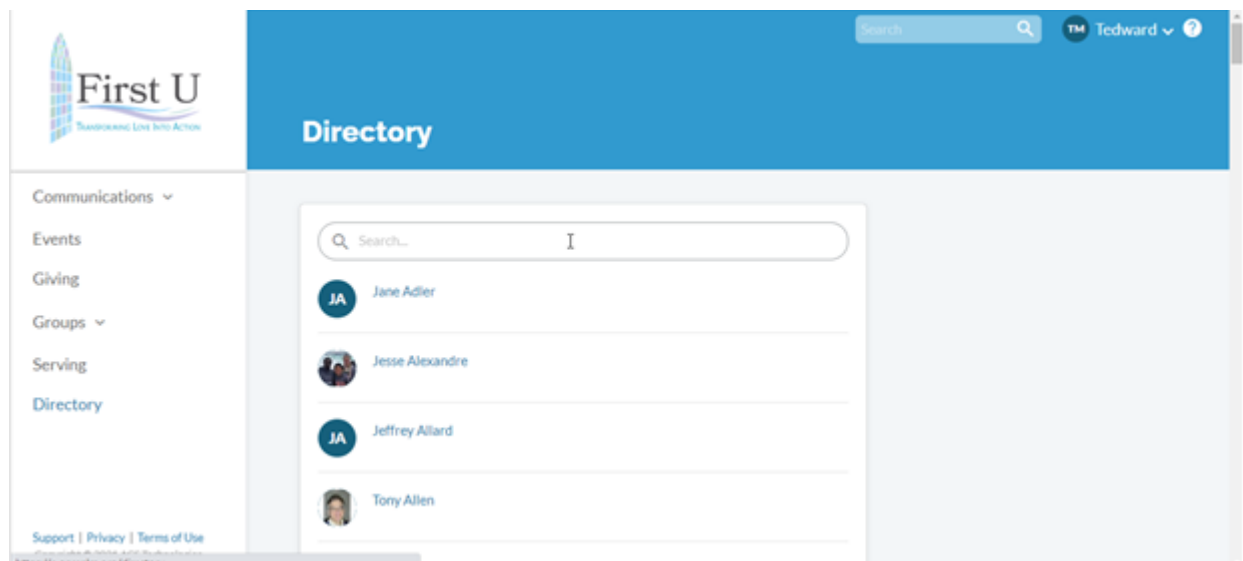 Search
TM Tedward ?
First U
TRANSFORMING LOVE INTO ACTION
Directory
Communications
Events
Giving
Groups
Serving
Directory
Search...
JA Jane Adler
Jesse Alexandre
JA Jeffrey Allard
Tony Allen
Support | Privacy | Terms of Use